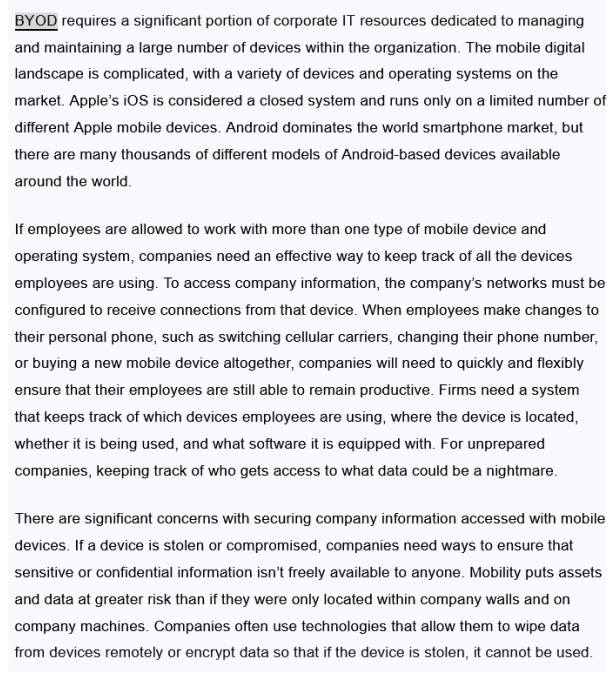 BYOD requires a significant portion of corporate IT resources dedicated to managing
and maintaining a large number of devices within the organization. The mobile digital
landscape is complicated, with a variety of devices and operating systems on the
market. Apple’s iOS is considered a closed system and runs only on a limited number of
different Apple mobile devices. Android dominates the world smartphone market, but
there are many thousands of different models of Android-based devices available
around the world.
If employees are allowed to work with more than one type of mobile device and
operating system, companies need an effective way to keep track of all the devices
employees are using. To access company information, the company’s networks must be
configured to receive connections from that device. When employees make changes to
their personal phone, such as switching cellular carriers, changing their phone number,
or buying a new mobile device altogether, companies will need to quickly and flexibly
ensure that their employees are still able to remain productive. Firms need a system
that keeps track of which devices employees are using, where the device is located,
whether it is being used, and what software it is equipped with. For unprepared
companies, keeping track of who gets access to what data could be a nightmare.
There are significant concerns with securing company information accessed with mobile
devices. If a device is stolen or compromised, companies need ways to ensure that
sensitive or confidential information isn’t freely available to anyone. Mobility puts assets
and data at greater risk than if they were only located within company walls and on
company machines. Companies often use technologies that allow them to wipe data
from devices remotely or encrypt data so that if the device is stolen, it cannot be used.